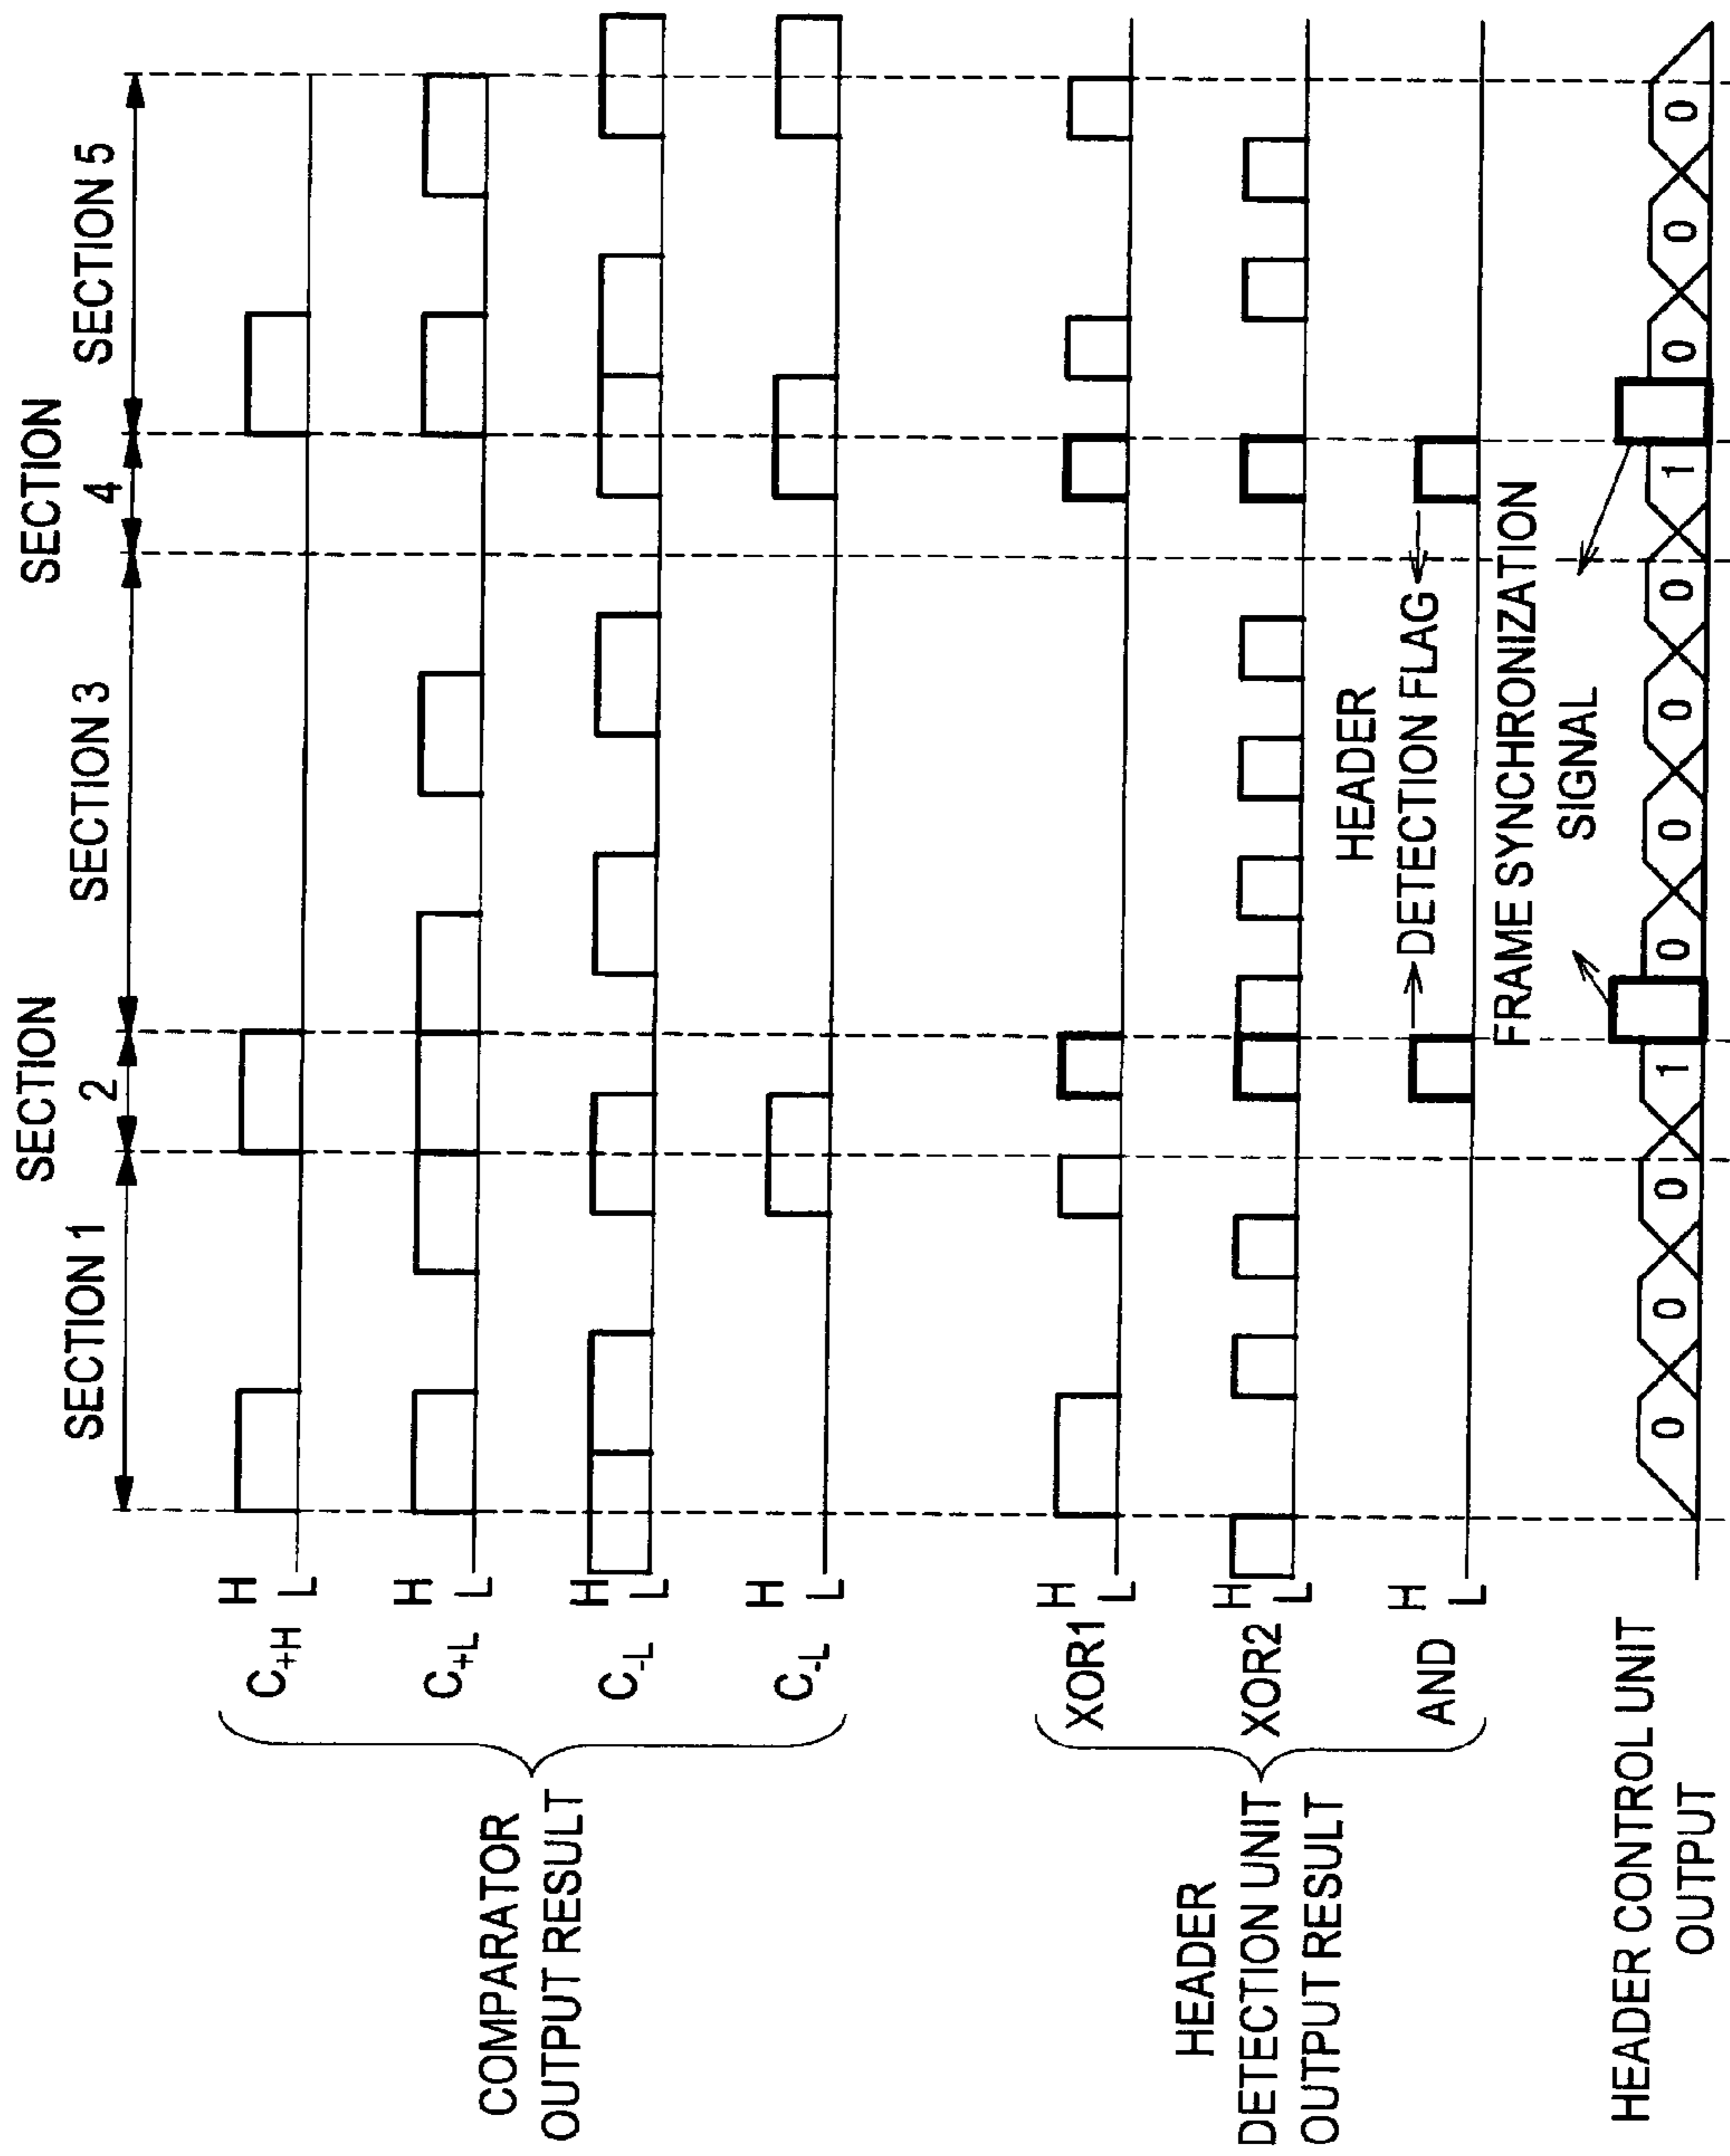 SECTION 1
SECTION
2
SECTION 3
SECTION
4
SECTION 5
COMPARATOR
OUTPUT RESULT
C+H H L
C+L H L
C-L H L
C-L H L
HEADER
DETECTION UNIT
OUTPUT RESULT
XOR1 H L
XOR2 H L
AND H L
HEADER
DETECTION FLAG
FRAME SYNCHRONIZATION
SIGNAL
HEADER CONTROL UNIT
OUTPUT
0 0 0 1 0 0 0 0 1 0 0 0